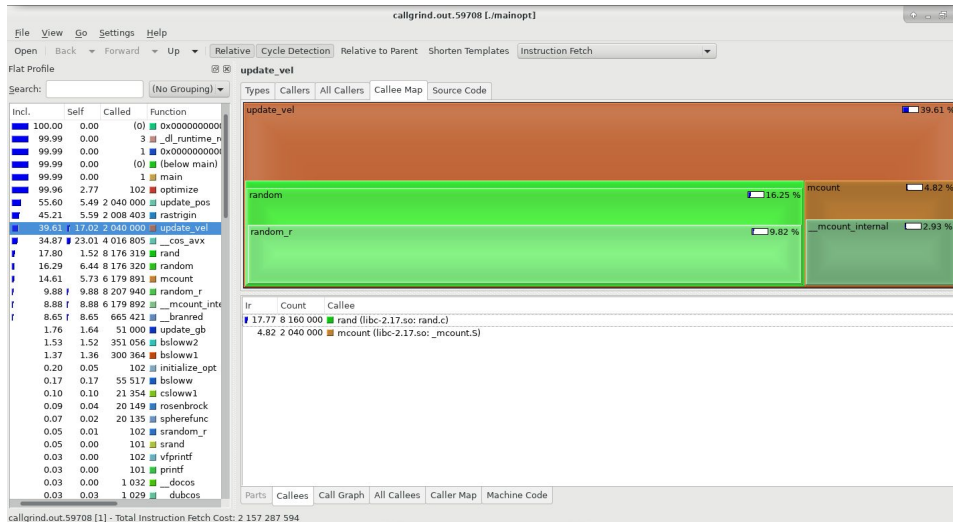 callgrind.out.59708 [./mainopt]
File View Go Settings Help
Open Back Forward Up Relative Cycle Detection Relative to Parent Shorten Templates Instruction Fetch
Flat Profile
Search: (No Grouping)
Incl. Self Called Function
100.00 0.00 (0) 0x000000000
99.99 0.00 3 _dl_runtime_r
99.99 0.00 1 0x000000000
99.99 0.00 (0) (below main)
99.99 0.00 1 main
99.96 2.77 102 optimize
55.60 5.49 2 040 000 update_pos
45.21 5.59 2 008 403 rastrigin
39.61 17.02 2 040 000 update_vel
34.87 23.01 4 016 805 __cos_avx
17.80 1.52 8 176 319 rand
16.29 6.44 8 176 320 random
14.61 5.73 6 179 891 mcount
9.88 9.88 8 207 940 random_r
8.88 8.88 6 179 892 __mcount_inte
8.65 8.65 665 421 __branred
1.76 1.64 51 000 update_gb
1.53 1.52 351 056 bsloww2
1.37 1.36 300 364 bsloww1
0.20 0.05 102 initialize_opt
0.17 0.17 55 517 bsloww
0.10 0.10 21 354 csloww1
0.09 0.04 20 149 rosenbrock
0.07 0.02 20 135 spherefunc
0.05 0.01 102 srandom_r
0.05 0.00 101 srand
0.03 0.00 102 vfprintf
0.03 0.00 101 printf
0.03 0.00 1 032 __docos
0.03 0.03 1 029 __dubcos
update_vel
Types Callers All Callers Callee Map Source Code
update_vel 39.61 %
random 16.25 %
mcount 4.82 %
random_r 9.82 %
__mcount_internal 2.93 %
Ir Count Callee
17.77 8 160 000 rand (libc-2.17.so: rand.c)
4.82 2 040 000 mcount (libc-2.17.so: _mcount.S)
Parts Callees Call Graph All Callees Caller Map Machine Code
callgrind.out.59708 [1] - Total Instruction Fetch Cost: 2 157 287 594